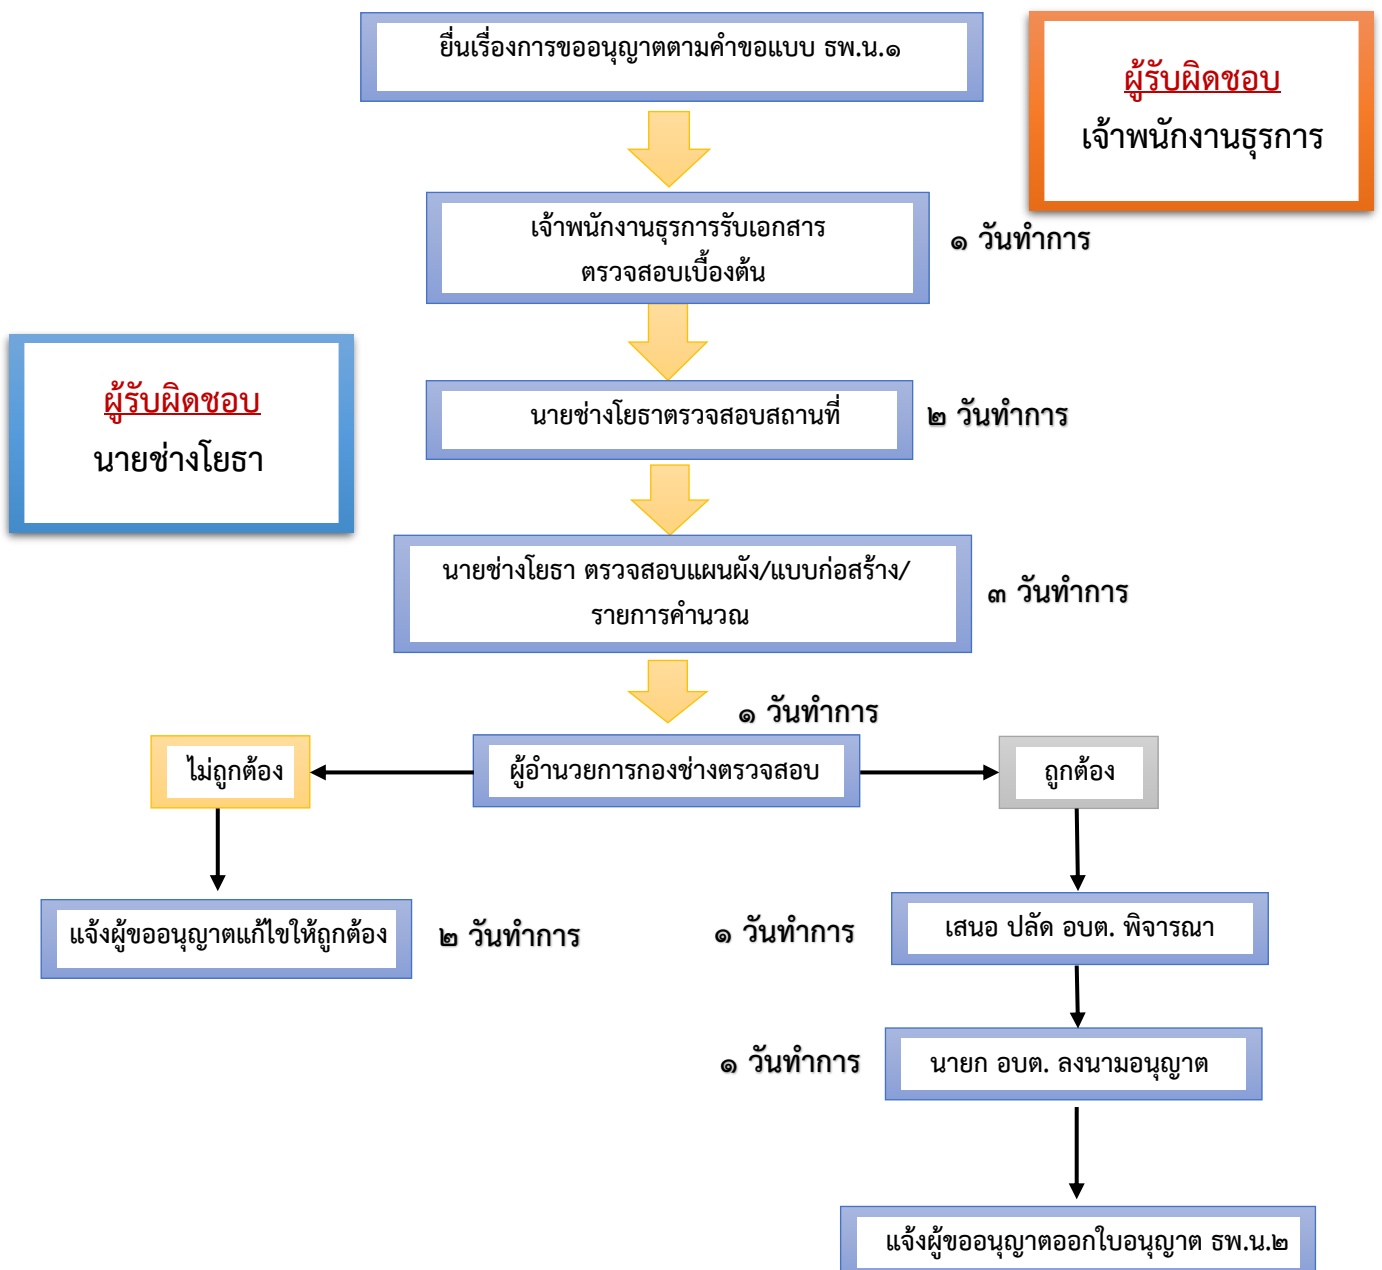 ยื่นเรื่องการขออนุญาตตามคำขอแบบ ธพ.น.๑
ผู้รับผิดชอบ
เจ้าพนักงานธุรการ
เจ้าพนักงานธุรการรับเอกสาร
ตรวจสอบเบื้องต้น
๑ วันทำการ
ผู้รับผิดชอบ
นายช่างโยธา
นายช่างโยธาตรวจสอบสถานที่
๒ วันทำการ
นายช่างโยธา ตรวจสอบแผนผัง/แบบก่อสร้าง/
รายการคำนวณ
๓ วันทำการ
๑ วันทำการ
ไม่ถูกต้อง
ผู้อำนวยการกองช่างตรวจสอบ
ถูกต้อง
แจ้งผู้ขออนุญาตแก้ไขให้ถูกต้อง
๒ วันทำการ
๑ วันทำการ
เสนอ ปลัด อบต. พิจารณา
๑ วันทำการ
นายก อบต. ลงนามอนุญาต
แจ้งผู้ขออนุญาตออกใบอนุญาต ธพ.น.๒